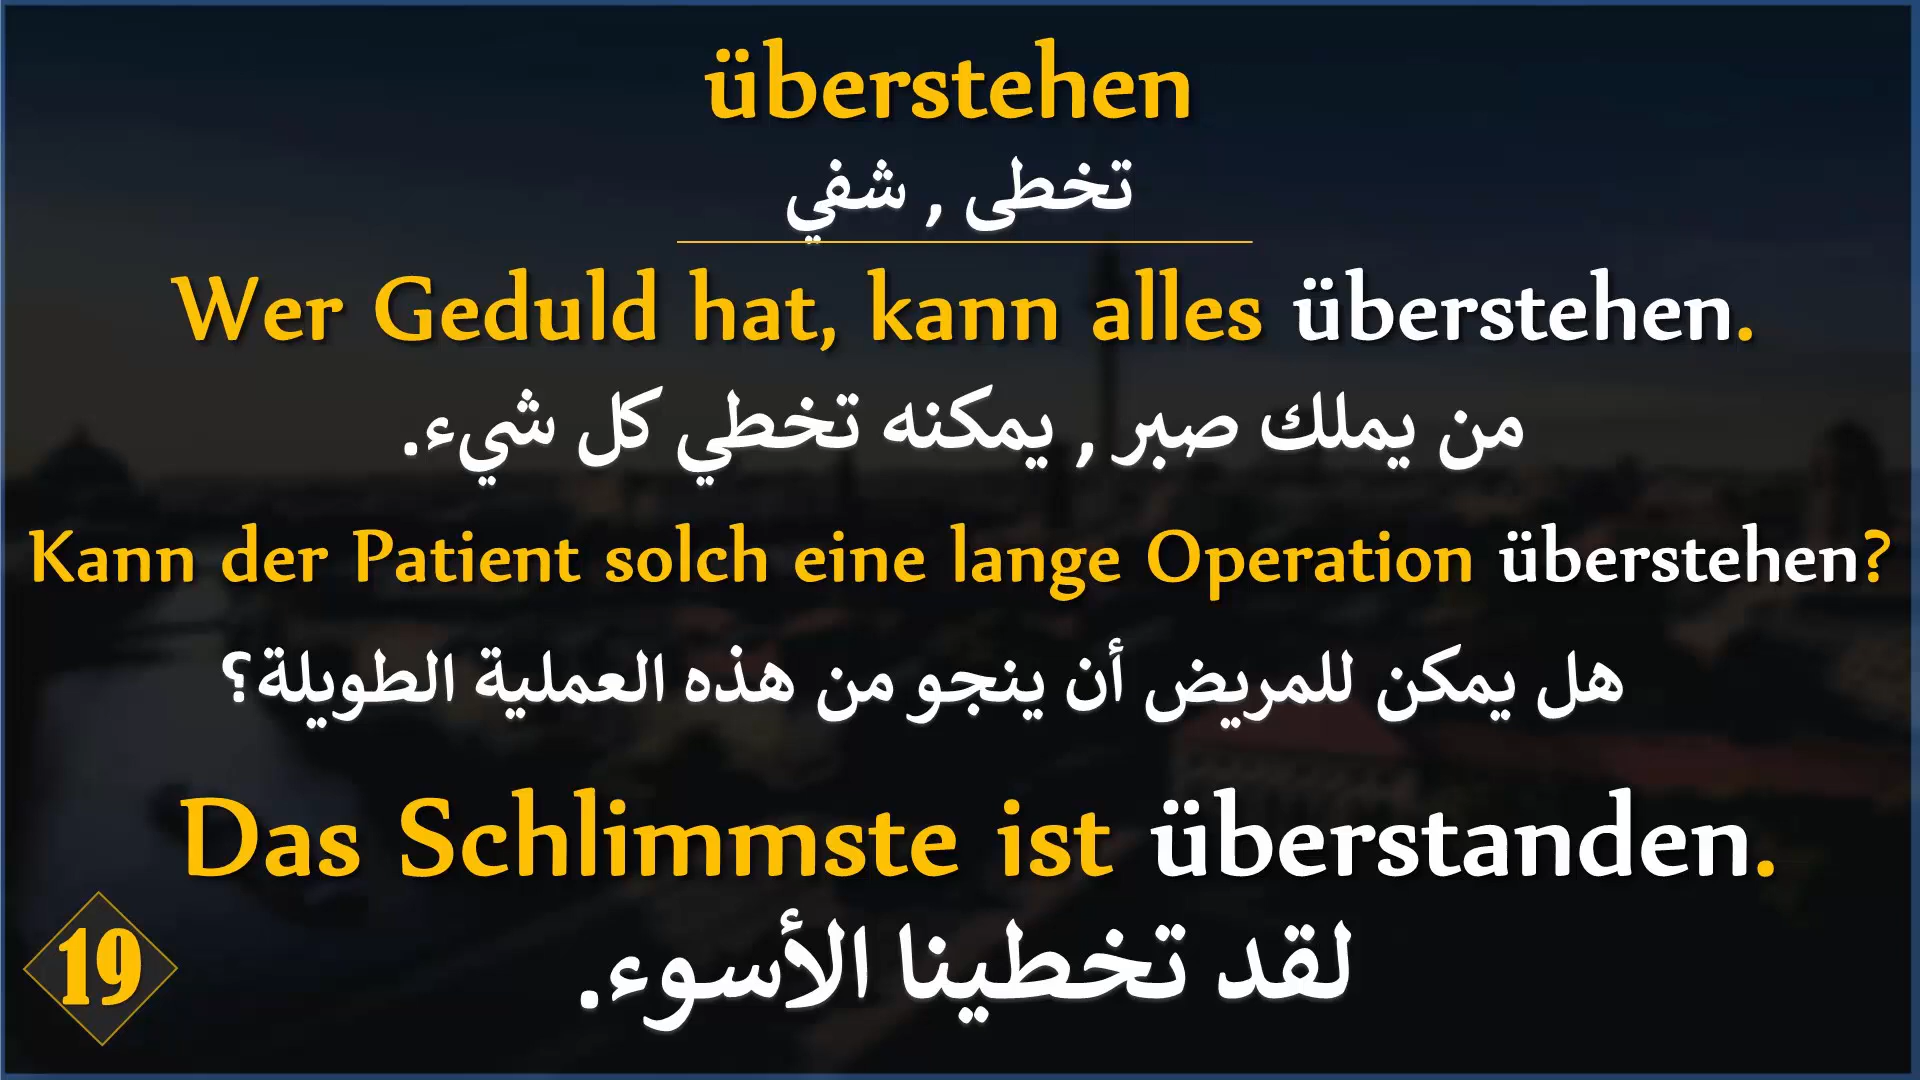 überstehen
تخطى , شفي
Wer Geduld hat, kann alles überstehen.
من يملك صبر , يمكنه تخطي كل شيء.
Kann der Patient solch eine lange Operation überstehen?
هل يمكن للمريض أن ينجو من هذه العملية الطويلة؟
Das Schlimmste ist überstanden.
لقد تخطينا الأسوء.
19